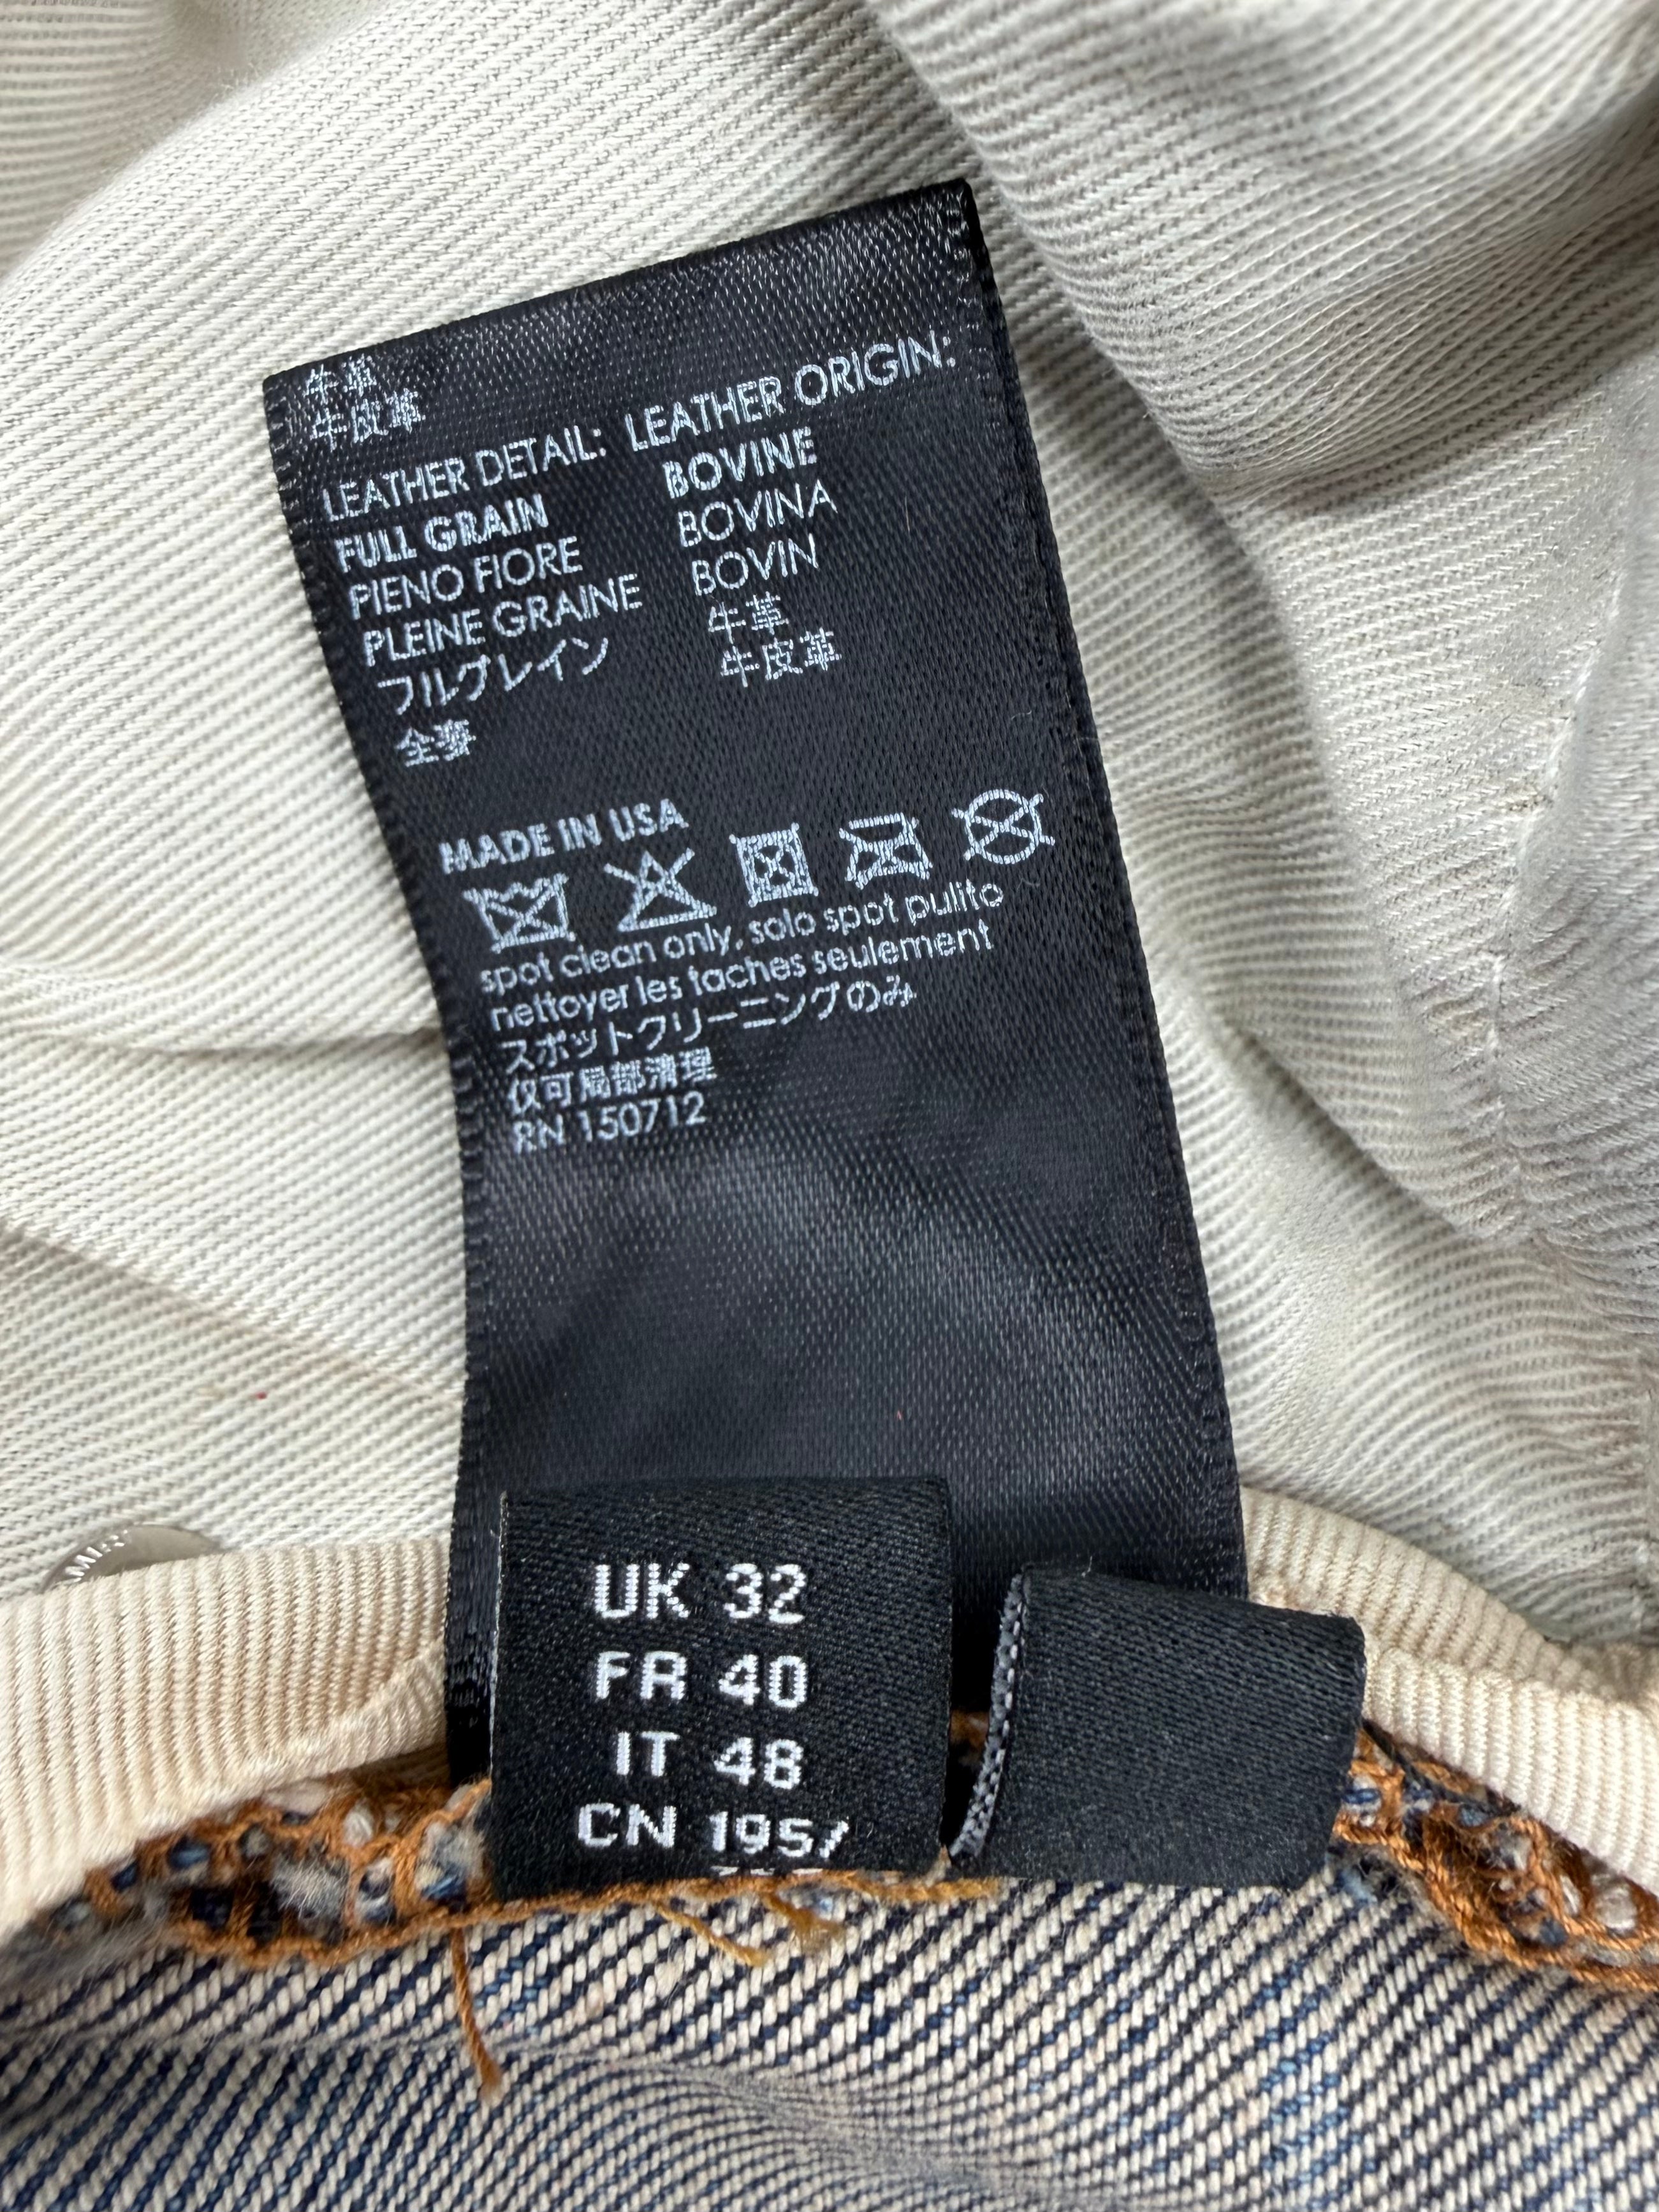 牛革
牛皮革
LEATHER DETAIL: LEATHER ORIGIN:
FULL GRAIN BOVINE
PIENO FIORE BOVINA
PLEINE GRAINE BOVIN
フルグレイン 牛革
全 牛皮革
MADE IN USA
spot clean only, solo spot pulito
nettoyer les taches seulement
スポットクリーニングのみ
仅可局部清理
RN 150712
UK 32
FR 40
IT 48
CN 195/